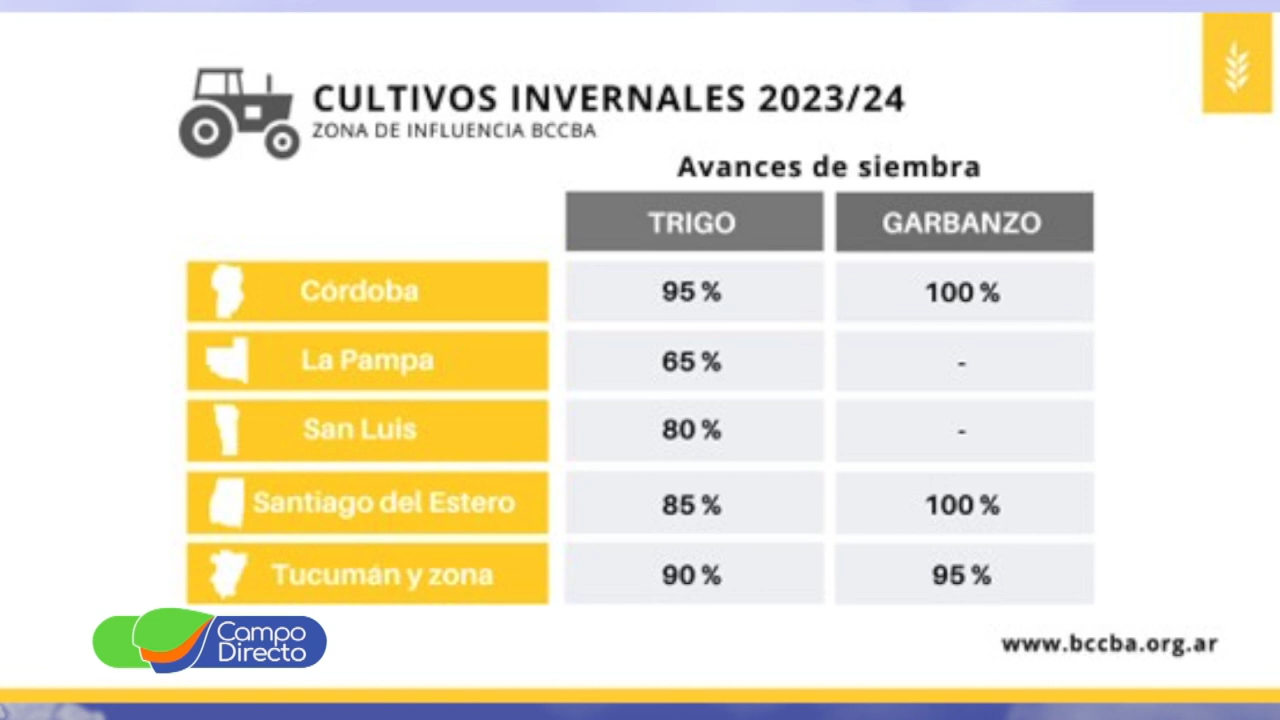 CULTIVOS INVERNALES 2023/24
ZONA DE INFLUENCIA BCCBA
Avances de siembra
TRIGO GARBANZO
Córdoba 95 % 100 %
La Pampa 65 % -
San Luis 80 % -
Santiago del Estero 85 % 100 %
Tucumán y zona 90 % 95 %
Campo
Directo
www.bccba.org.ar